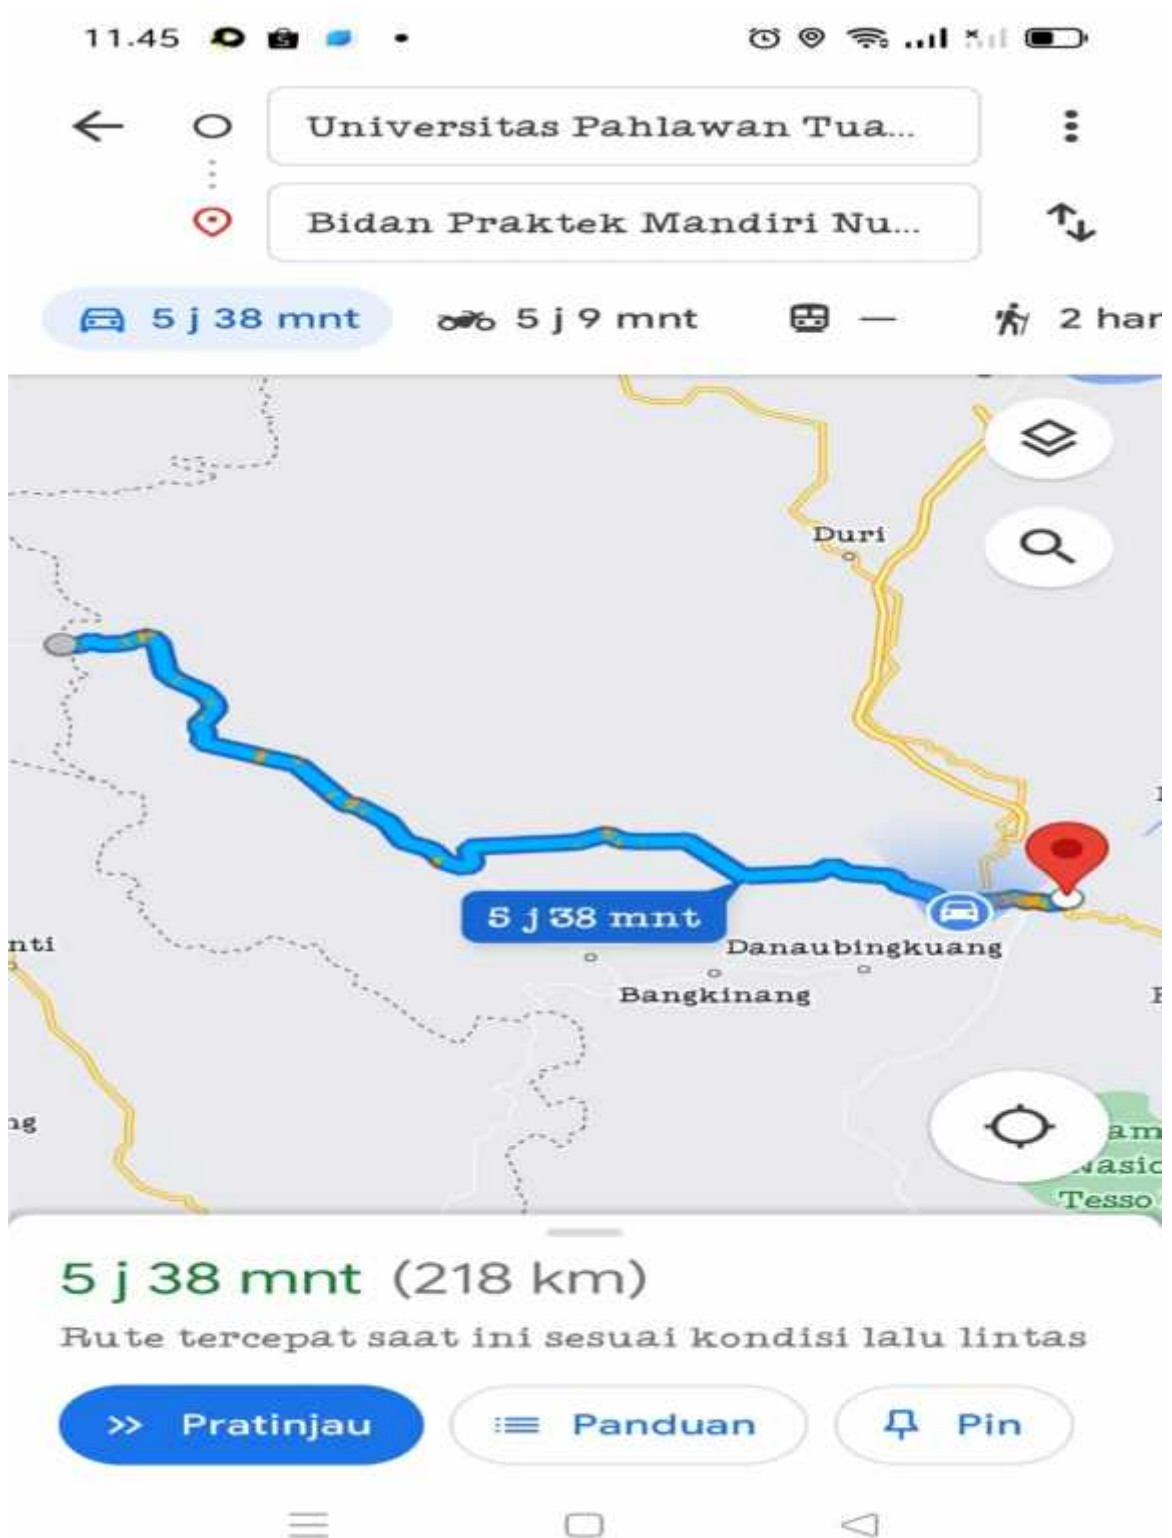 11.45
Universitas Pahlawan Tua...
Bidan Praktek Mandiri Nu...
5 j 38 mnt
5 j 9 mnt
—
2 har
Duri
5 j 38 mnt
Danaubingkuang
nti
Bangkinang
ng
am
Nasio
Tesso
5 j 38 mnt (218 km)
Rute tercepat saat ini sesuai kondisi lalu lintas
Pratinjau
Panduan
Pin